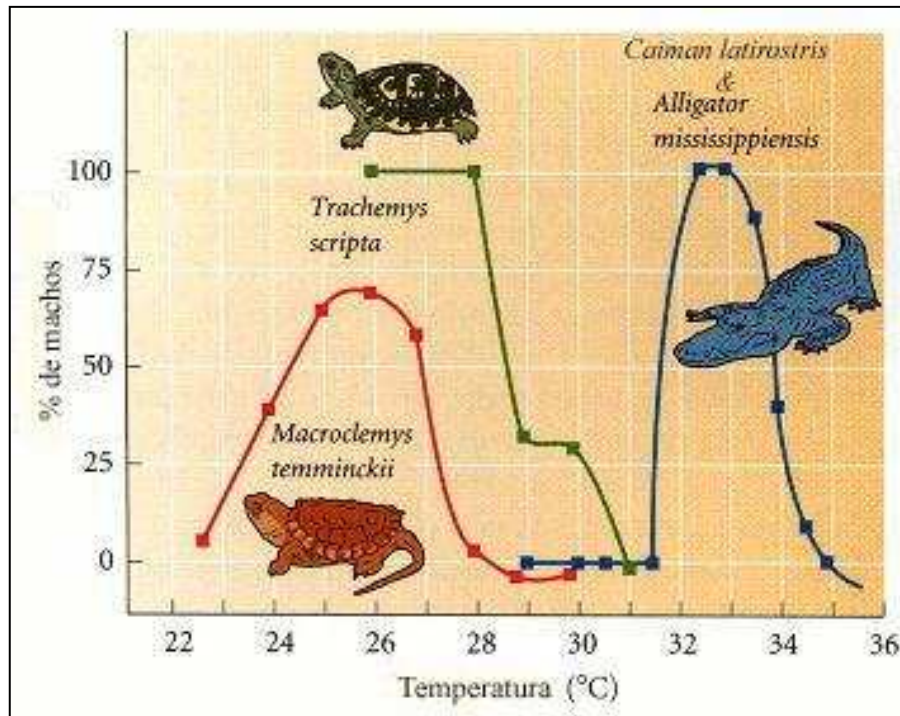 Caiman latirostris
&
Alligator
mississippiensis
Trachemys
scripta
Macroclemys
temminckii
% de machos
100
75
50
25
0
22 24 26 28 30 32 34 36
Temperatura (°C)